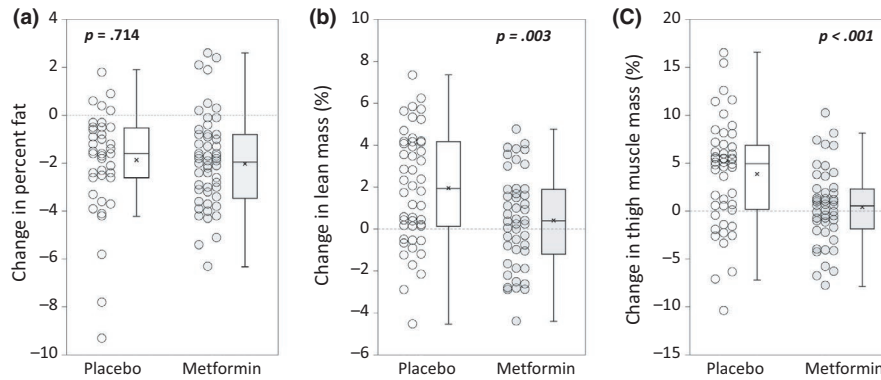 (a)
p = .714
Change in percent fat
4
2
0
−2
−4
−6
−8
−10
Placebo Metformin
(b)
p = .003
Change in lean mass (%)
10
8
6
4
2
0
−2
−4
−6
Placebo Metformin
(C)
p < .001
Change in thigh muscle mass (%)
20
15
10
5
0
−5
−10
−15
Placebo Metformin